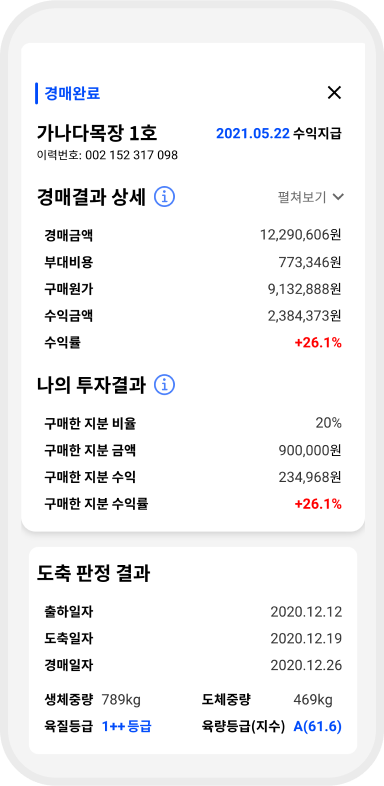 경매완료
가나다목장 1호 2021.05.22 수익지급
이력번호: 002 152 317 098
경매결과 상세 펼쳐보기
경매금액 12,290,606원
부대비용 773,346원
구매원가 9,132,888원
수익금액 2,384,373원
수익률 +26.1%
나의 투자결과
구매한 지분 비율 20%
구매한 지분 금액 900,000원
구매한 지분 수익 234,968원
구매한 지분 수익률 +26.1%
도축 판정 결과
출하일자 2020.12.12
도축일자 2020.12.19
경매일자 2020.12.26
생체중량 789kg 도체중량 469kg
육질등급 1++ 등급 육량등급(지수) A(61.6)